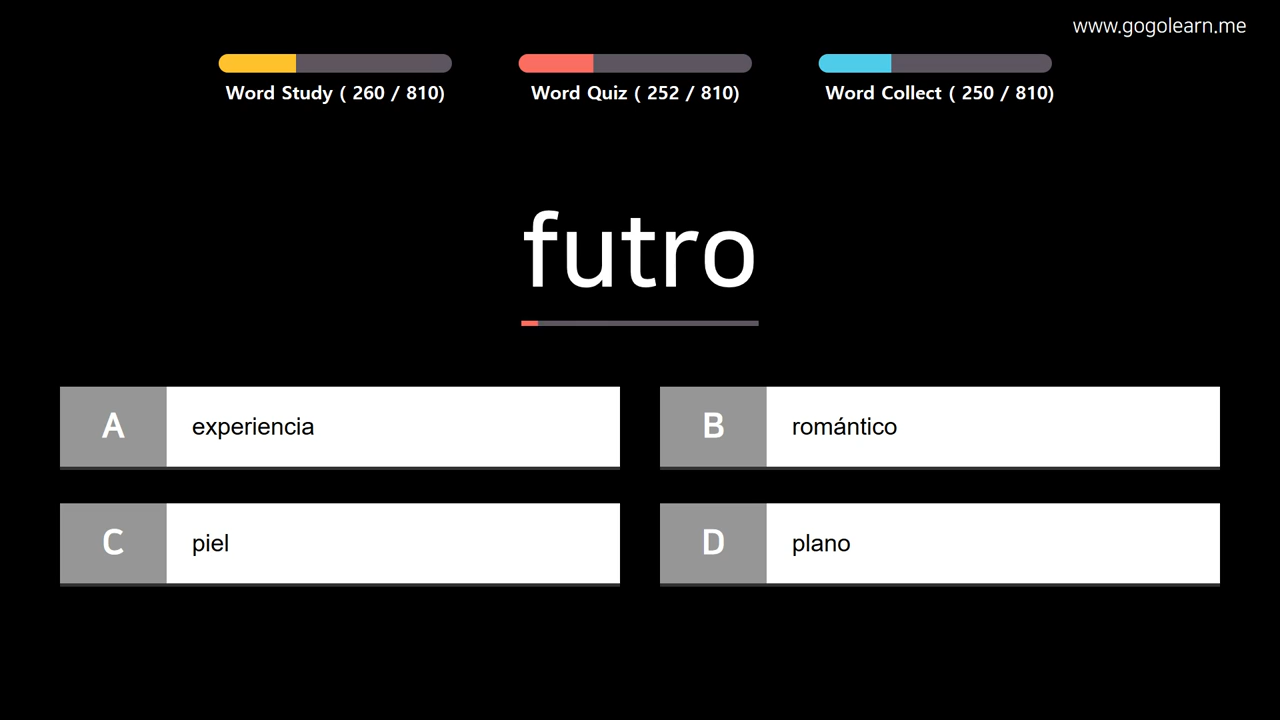 www.gogolearn.me
Word Study ( 260 / 810)
Word Quiz ( 252 / 810)
Word Collect ( 250 / 810)
futro
A experiencia
B romántico
C piel
D plano